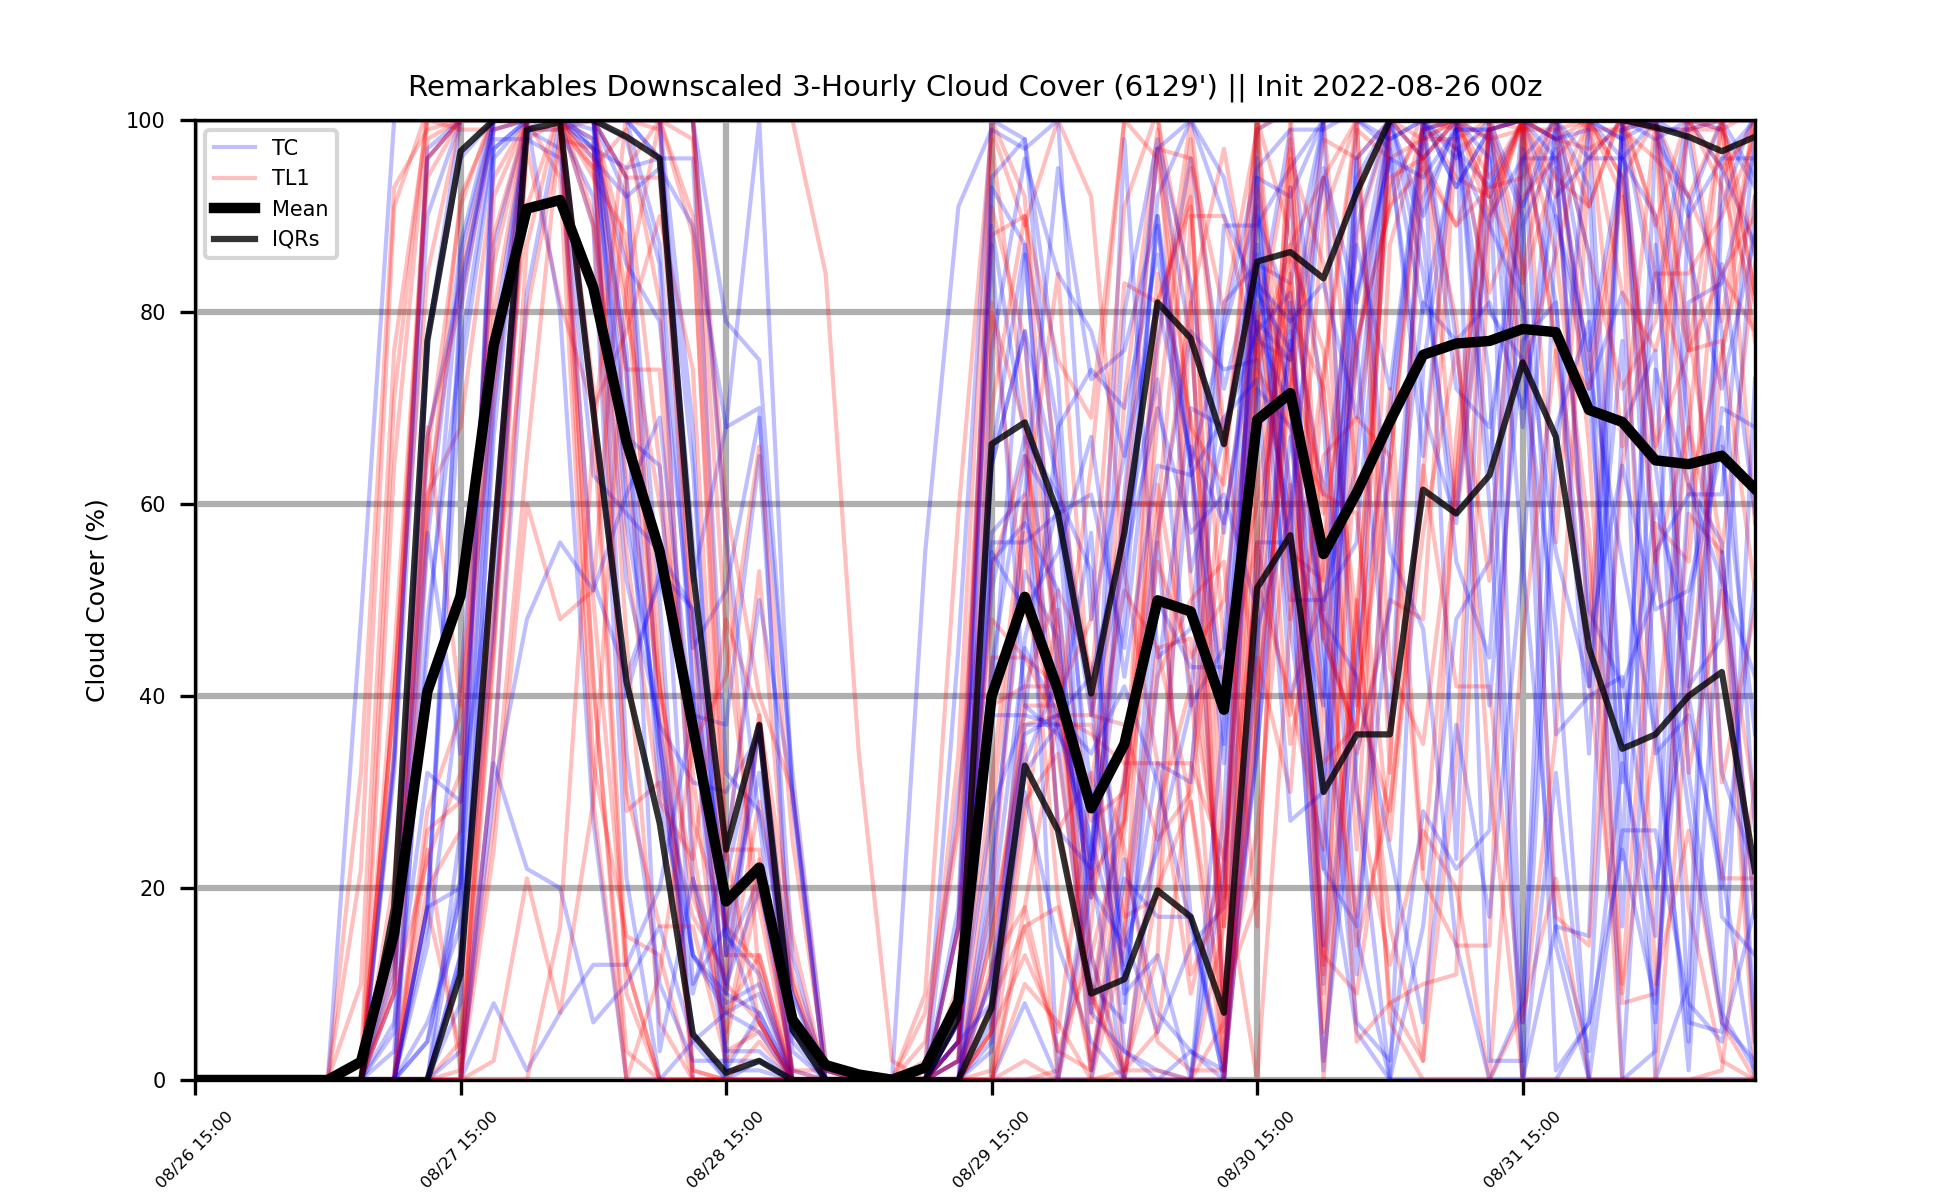 Remarkables Downscaled 3-Hourly Cloud Cover (6129') || Init 2022-08-26 00z
TC
TL1
Mean
IQRs
Cloud Cover (%)
100
80
60
40
20
0
08/26 15:00
08/27 15:00
08/28 15:00
08/29 15:00
08/30 15:00
08/31 15:00